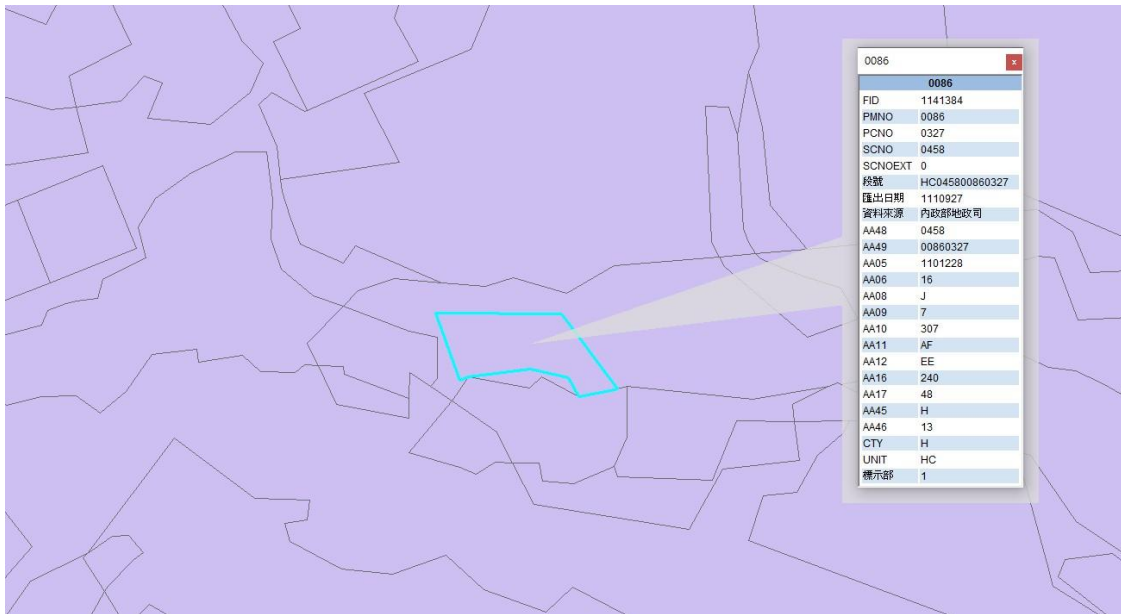 0086
x
0086
FID 1141384
PMNO 0086
PCNO 0327
SCNO 0458
SCNOEXT 0
段號 HC045800860327
匯出日期 1110927
資料來源 內政部地政司
AA48 0458
AA49 00860327
AA05 1101228
AA06 16
AA08 J
AA09 7
AA10 307
AA11 AF
AA12 EE
AA16 240
AA17 48
AA45 H
AA46 13
CTY H
UNIT HC
標示部 1